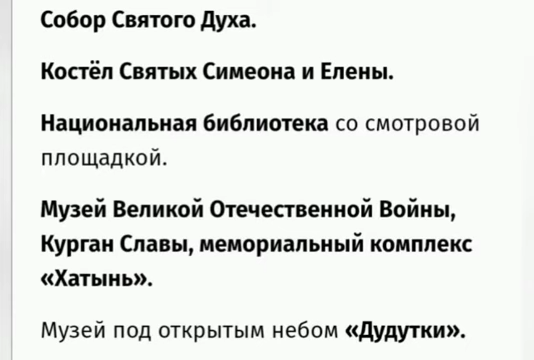 Собор Святого Духа.
Костёл Святых Симеона и Елены.
Национальная библиотека со смотровой
площадкой.
Музей Великой Отечественной Войны,
Курган Славы, мемориальный комплекс
«Хатынь».
Музей под открытым небом «Дудутки».